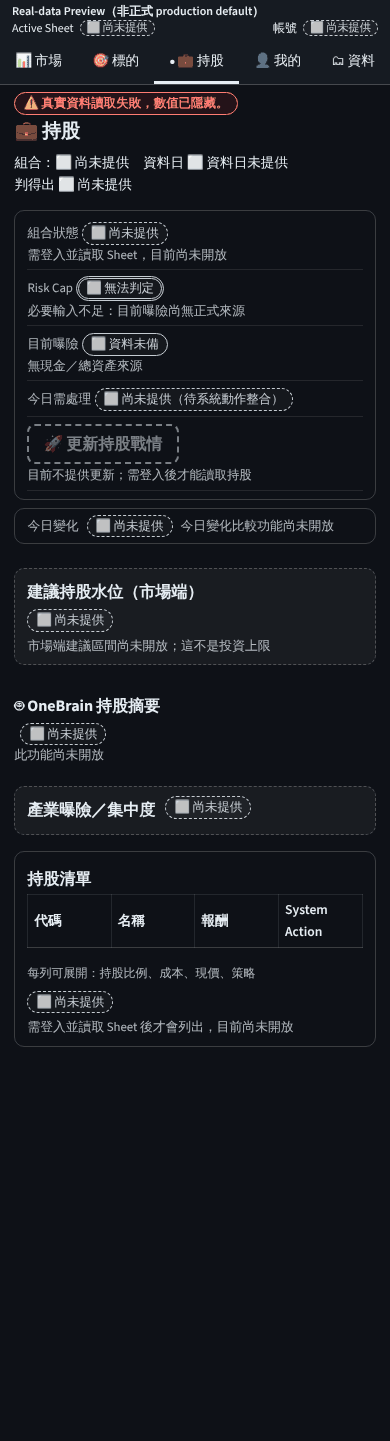 Real-data Preview（非正式 production default）
Active Sheet ⬜ 尚未提供 帳號 ⬜ 尚未提供
📊 市場 🎯 標的 ● 💼 持股 👤 我的 🗂 資料
⚠️ 真實資料讀取失敗，數值已隱藏。
💼 持股
組合：⬜ 尚未提供 資料日 ⬜ 資料日未提供
判得出 ⬜ 尚未提供
組合狀態 ⬜ 尚未提供
需登入並讀取 Sheet，目前尚未開放
Risk Cap ⬜ 無法判定
必要輸入不足：目前曝險尚無正式來源
目前曝險 ⬜ 資料未備
無現金／總資產來源
今日需處理 ⬜ 尚未提供（待系統動作整合）
🚀 更新持股戰情
目前不提供更新；需登入後才能讀取持股
今日變化 ⬜ 尚未提供 今日變化比較功能尚未開放
建議持股水位（市場端）
⬜ 尚未提供
市場端建議區間尚未開放；這不是投資上限
OneBrain 持股摘要
⬜ 尚未提供
此功能尚未開放
產業曝險／集中度 ⬜ 尚未提供
持股清單
代碼 名稱 報酬 System
Action
每列可展開：持股比例、成本、現價、策略
⬜ 尚未提供
需登入並讀取 Sheet 後才會列出，目前尚未開放